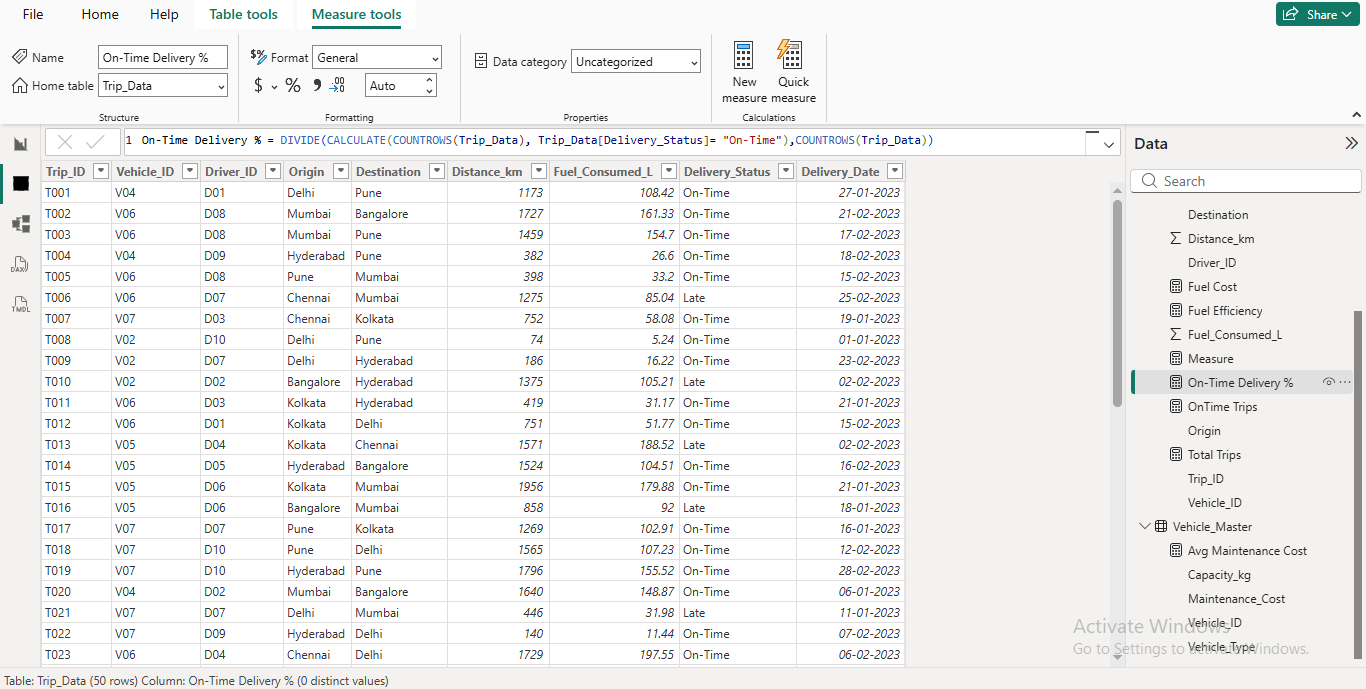 File Home Help Table tools Measure tools Share
Name On-Time Delivery % $% Format General Data category Uncategorized New measure Quick measure
Home table Trip_Data $ % Auto
Structure Formatting Properties Calculations
1 On-Time Delivery % = DIVIDE(CALCULATE(COUNTROWS(Trip_Data), Trip_Data[Delivery_Status]= "On-Time"),COUNTROWS(Trip_Data))
Trip_ID Vehicle_ID Driver_ID Origin Destination Distance_km Fuel_Consumed_L Delivery_Status Delivery_Date
T001 V04 D01 Delhi Pune 1173 108.42 On-Time 27-01-2023
T002 V06 D08 Mumbai Bangalore 1727 161.33 On-Time 21-02-2023
T003 V06 D08 Mumbai Pune 1459 154.7 On-Time 17-02-2023
T004 V04 D09 Hyderabad Pune 382 26.6 On-Time 18-02-2023
T005 V06 D08 Pune Mumbai 398 33.2 On-Time 15-02-2023
T006 V06 D07 Chennai Mumbai 1275 85.04 Late 25-02-2023
T007 V07 D03 Chennai Kolkata 752 58.08 On-Time 19-01-2023
T008 V02 D10 Delhi Pune 74 5.24 On-Time 01-01-2023
T009 V02 D07 Delhi Hyderabad 186 16.22 On-Time 23-02-2023
T010 V02 D02 Bangalore Hyderabad 1375 105.21 Late 02-02-2023
T011 V06 D03 Kolkata Hyderabad 419 31.17 On-Time 21-01-2023
T012 V06 D01 Kolkata Delhi 751 51.77 On-Time 15-02-2023
T013 V05 D04 Kolkata Chennai 1571 188.52 Late 02-02-2023
T014 V05 D05 Hyderabad Bangalore 1524 104.51 On-Time 16-02-2023
T015 V05 D06 Kolkata Mumbai 1956 179.88 On-Time 21-01-2023
T016 V05 D06 Bangalore Mumbai 858 92 Late 18-01-2023
T017 V07 D07 Pune Kolkata 1269 102.91 On-Time 16-01-2023
T018 V07 D10 Pune Delhi 1565 107.23 On-Time 12-02-2023
T019 V07 D10 Hyderabad Pune 1796 155.52 On-Time 28-02-2023
T020 V04 D02 Mumbai Bangalore 1640 148.87 On-Time 06-01-2023
T021 V07 D07 Delhi Mumbai 446 31.98 Late 11-01-2023
T022 V07 D09 Hyderabad Delhi 140 11.44 On-Time 07-02-2023
T023 V06 D04 Chennai Delhi 1729 197.55 On-Time 06-02-2023
DAX
TMDL
Data
Search
Destination
Distance_km
Driver_ID
Fuel Cost
Fuel Efficiency
Fuel_Consumed_L
Measure
On-Time Delivery %
OnTime Trips
Origin
Total Trips
Trip_ID
Vehicle_ID
Vehicle_Master
Avg Maintenance Cost
Capacity_kg
Maintenance_Cost
Vehicle_ID
Vehicle_Type
Activate Windows
Go to Settings to activate Windows.
Table: Trip_Data (50 rows) Column: On-Time Delivery % (0 distinct values)